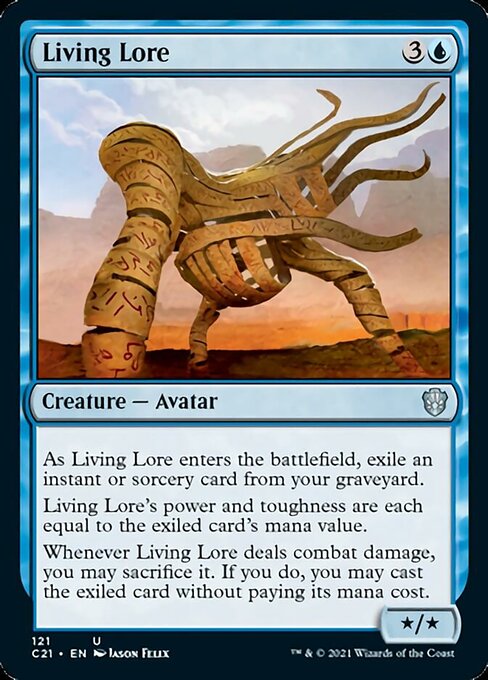 Living Lore 3
Creature — Avatar
As Living Lore enters the battlefield, exile an
instant or sorcery card from your graveyard.
Living Lore's power and toughness are each
equal to the exiled card's mana value.
Whenever Living Lore deals combat damage,
you may sacrifice it. If you do, you may cast
the exiled card without paying its mana cost.
★/★
121 U
C21 • EN Jason Felix
™ & © 2021 Wizards of the Coast